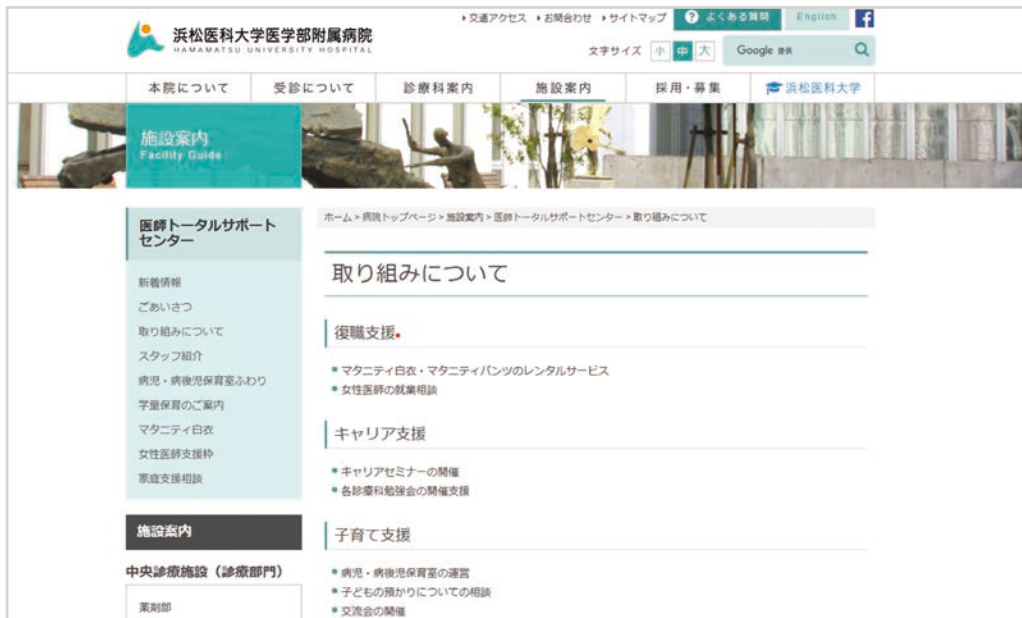 浜松医科大学医学部附属病院
HAMAMATSU UNIVERSITY HOSPITAL
交通アクセス お問合わせ サイトマップ ? よくある質問 English f
文字サイズ 小 中 大 Google 提供
本院について 受診について 診療科案内 施設案内 採用・募集 浜松医科大学
施設案内
Facility Guide
医師トータルサポート
センター
新着情報
ごあいさつ
取り組みについて
スタッフ紹介
病児・病後児保育室ふわり
学童保育のご案内
マタニティ白衣
女性医師支援枠
家庭支援相談
施設案内
中央診療施設（診療部門）
薬剤部
ホーム > 病院トップページ > 施設案内 > 医師トータルサポートセンター > 取り組みについて
取り組みについて
復職支援
マタニティ白衣・マタニティパンツのレンタルサービス
女性医師の就業相談
キャリア支援
キャリアセミナーの開催
各診療科勉強会の開催支援
子育て支援
病児・病後児保育室の運営
子どもの預かりについての相談
交流会の開催